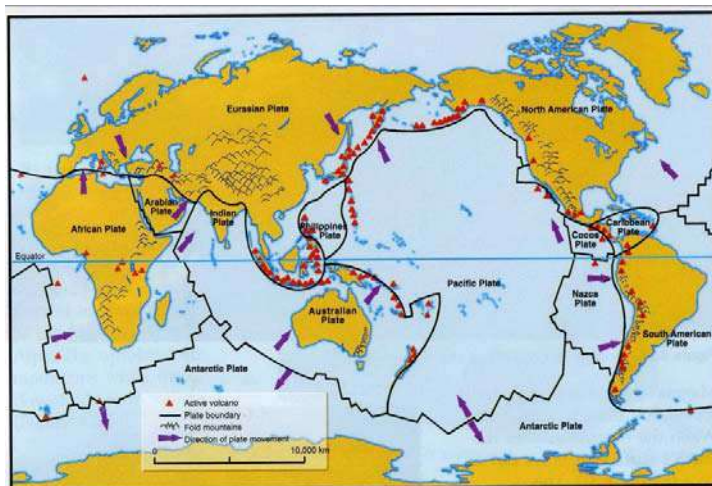 Eurasian Plate
North American Plate
Arabian
Plate
Indian
Plate
African Plate
Philippines
Plate
Caribbean
Plate
Cocos
Plate
Equator
Pacific Plate
Nazca
Plate
Australian
Plate
South American
Plate
Antarctic Plate
Antarctic Plate
Active volcano
Plate boundary
Fold mountains
Direction of plate movement
0
10,000 km